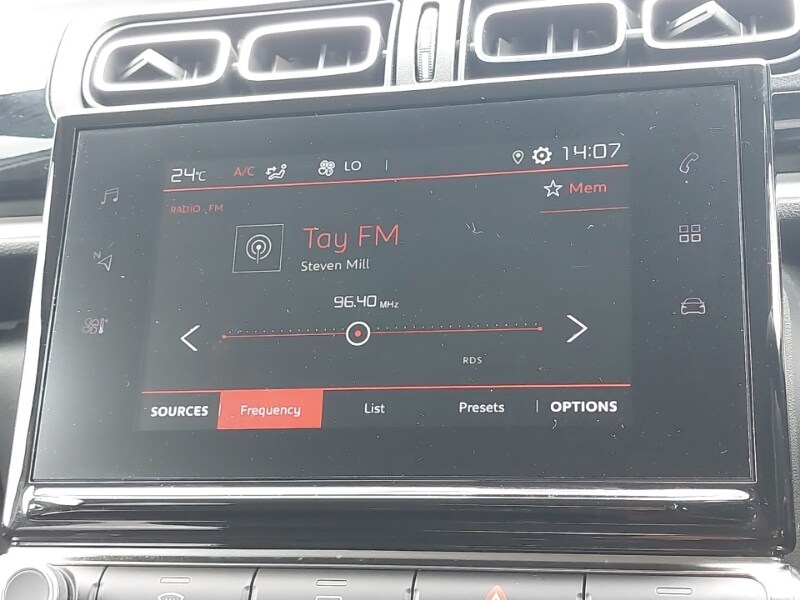 24°C A/C LO 14:07
Mem
RADIO FM
Tay FM
Steven Mill
96.40 MHz
N
RDS
SOURCES Frequency List Presets OPTIONS